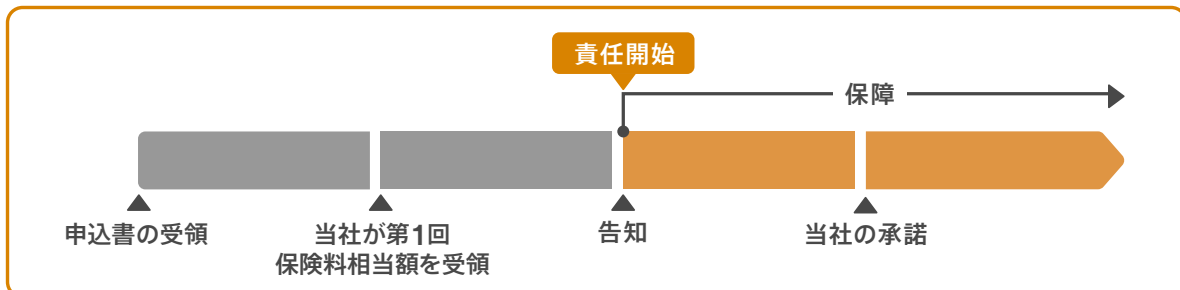 責任開始
保障
申込書の受領
当社が第1回
保険料相当額を受領
告知
当社の承諾